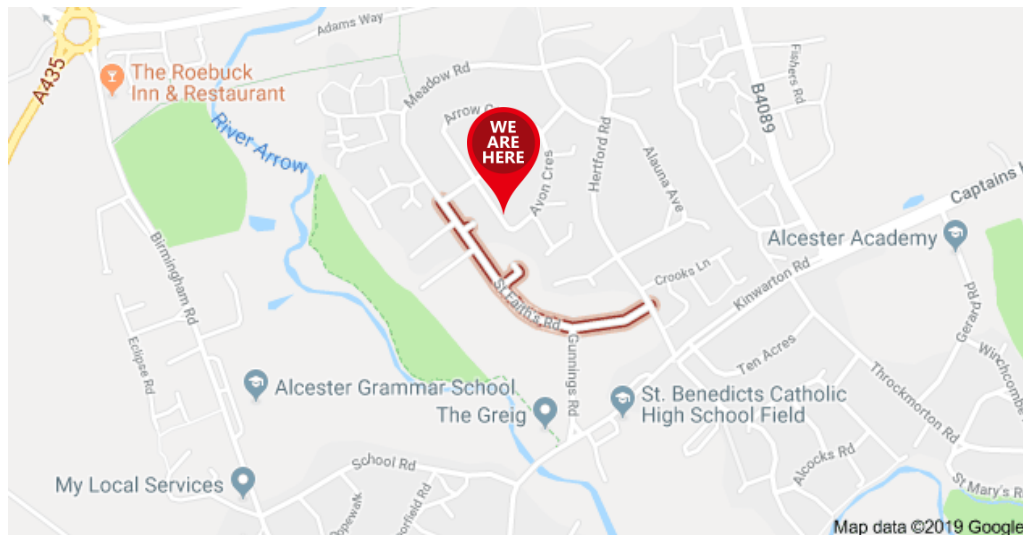 Adams Way
A435
The Roebuck
Inn & Restaurant
Meadow Rd
Fishers Rd
B4089
Arrow
WE
ARE
HERE
River Arrow
Hertford Rd
Avon Cres
Alauna Ave
Captains
Alcester Academy
Birmingham Rd
Crooks Ln
Kinwarton Rd
St Faith's Rd
Gerard Rd
Eclipse Rd
Gunnings Rd
Ten Acres
Winchcombe
Throckmorton Rd
Alcester Grammar School
The Greig
St. Benedicts Catholic
High School Field
School Rd
Alcocks Rd
My Local Services
St Mary's R
Map data ©2019 Google